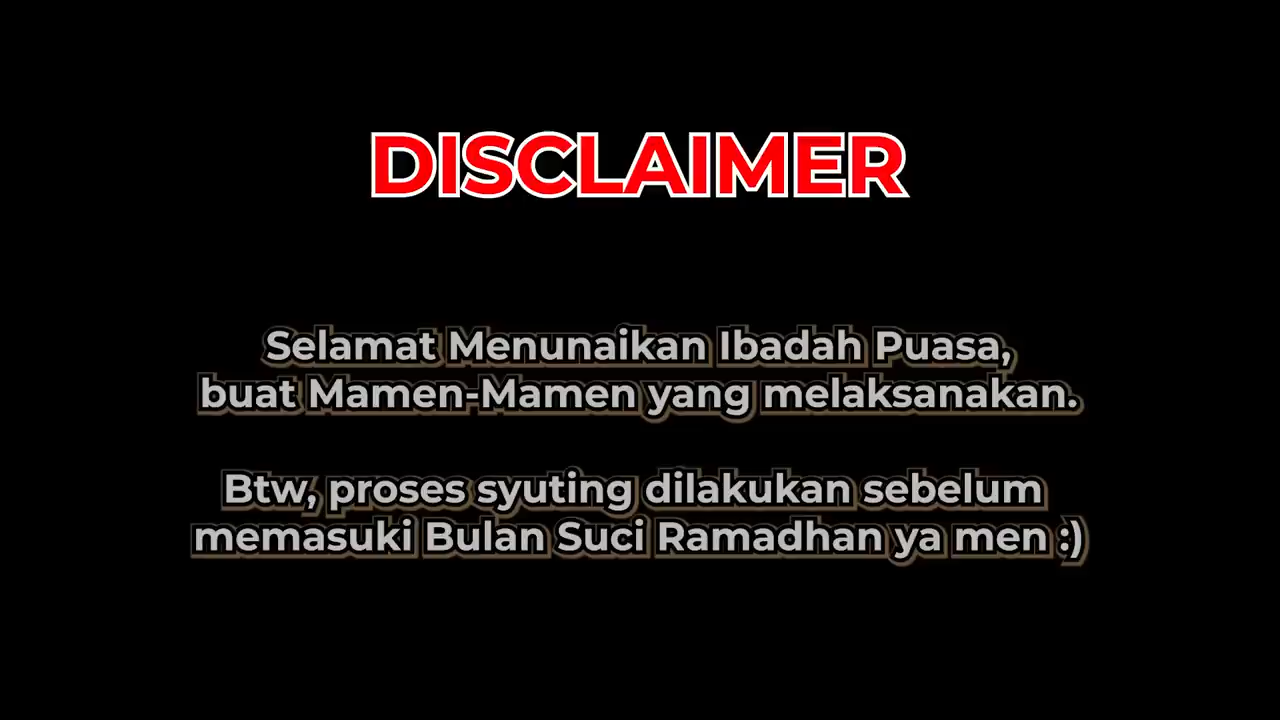 DISCLAIMER
Selamat Menunaikan Ibadah Puasa,
buat Mamen-Mamen yang melaksanakan.
Btw, proses syuting dilakukan sebelum
memasuki Bulan Suci Ramadhan ya men :)